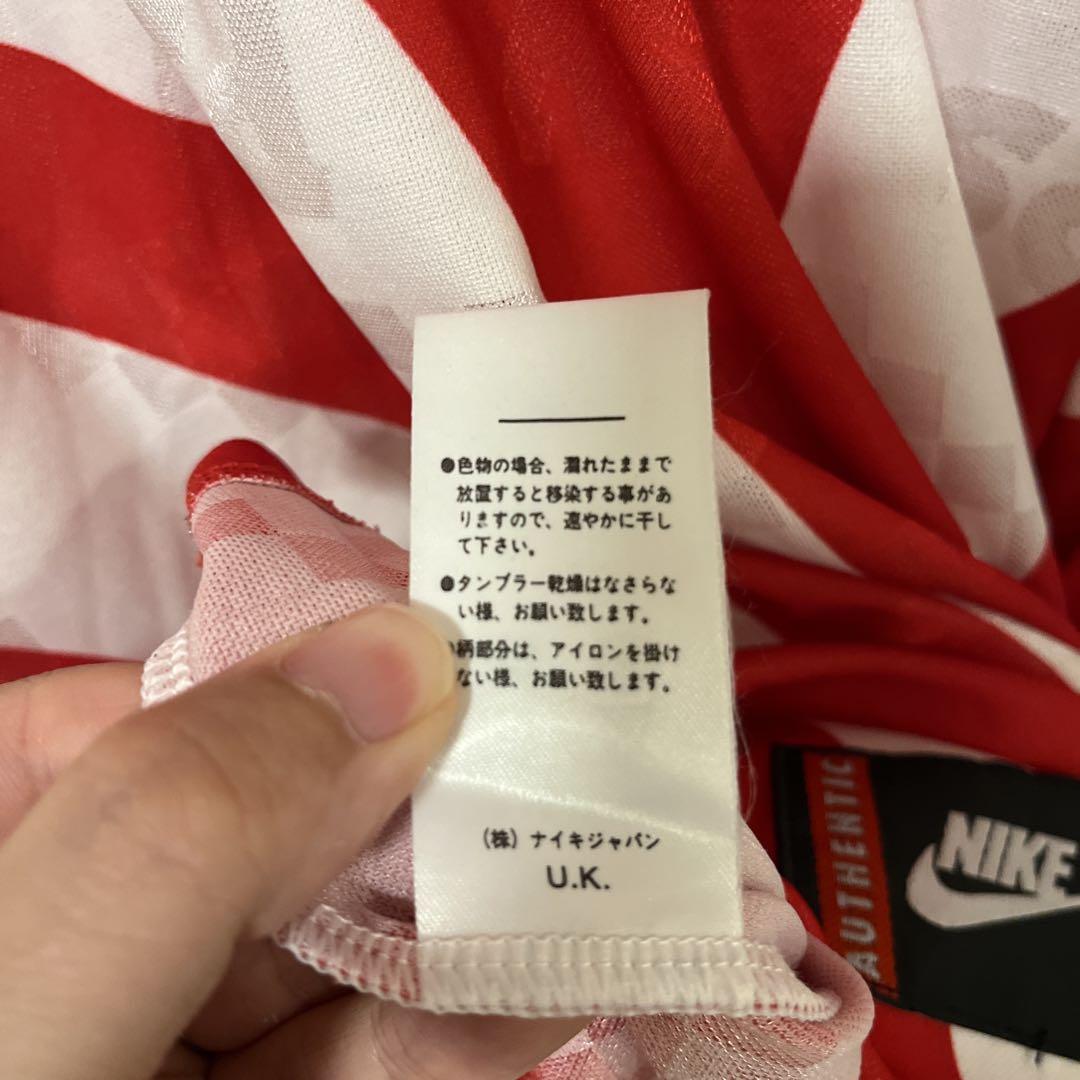 ●色物の場合、濡れたままで
放置すると移染する事があ
りますので、速やかに干し
て下さい。
●タンブラー乾燥はなさらな
い様、お願い致します。
●柄部分は、アイロンを掛け
ない様、お願い致します。
(株) ナイキジャパン
U.K.
AUTHENTIC
NIKE